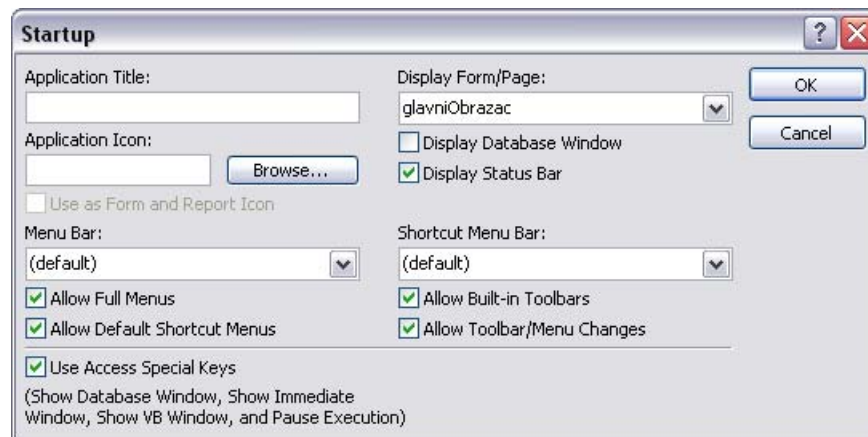 Startup
Application Title:
Display Form/Page:
OK
glavniObrazac
Cancel
Application Icon:
Display Database Window
Browse...
Display Status Bar
Use as Form and Report Icon
Menu Bar:
Shortcut Menu Bar:
(default)
(default)
Allow Full Menus
Allow Built-in Toolbars
Allow Default Shortcut Menus
Allow Toolbar/Menu Changes
Use Access Special Keys
(Show Database Window, Show Immediate
Window, Show VB Window, and Pause Execution)